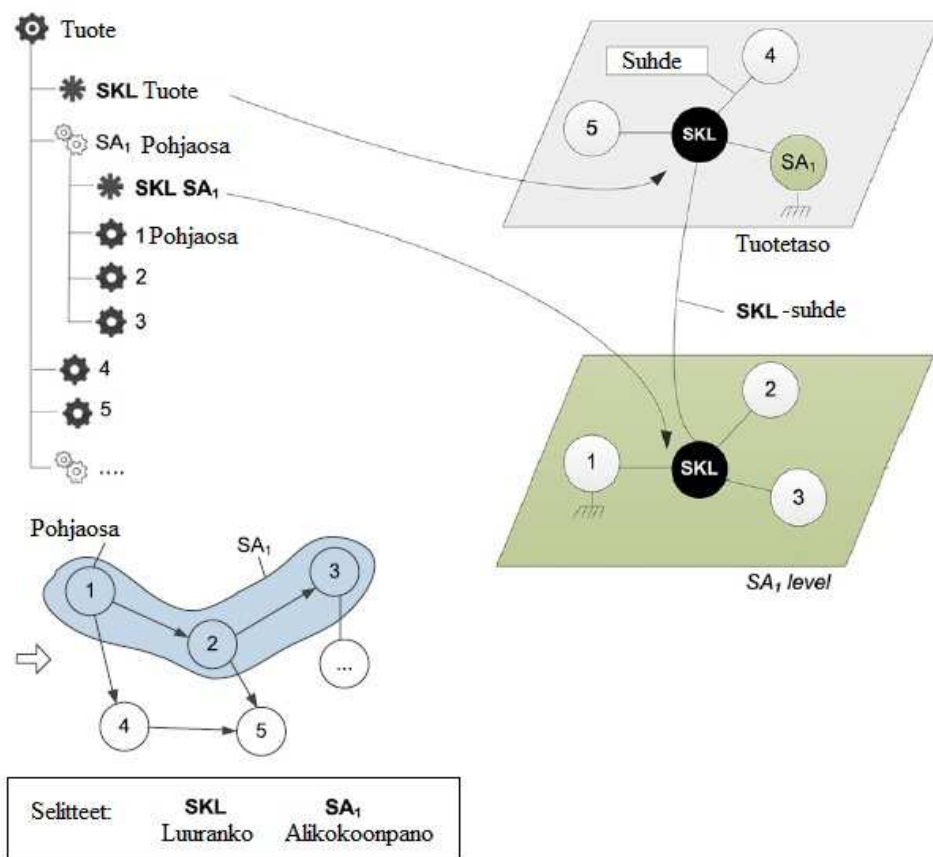 Tuote
SKL Tuote
SA₁ Pohjaosa
SKL SA₁
1 Pohjaosa
2
3
4
5
....
4
Suhde
5
SKL
SA₁
Tuotetaso
SKL -suhde
2
1
SKL
3
SA₁ level
Pohjaosa
SA₁
1
3
2
...
4
5
Selitteet: SKL SA₁
Luuranko Alikokoonpano